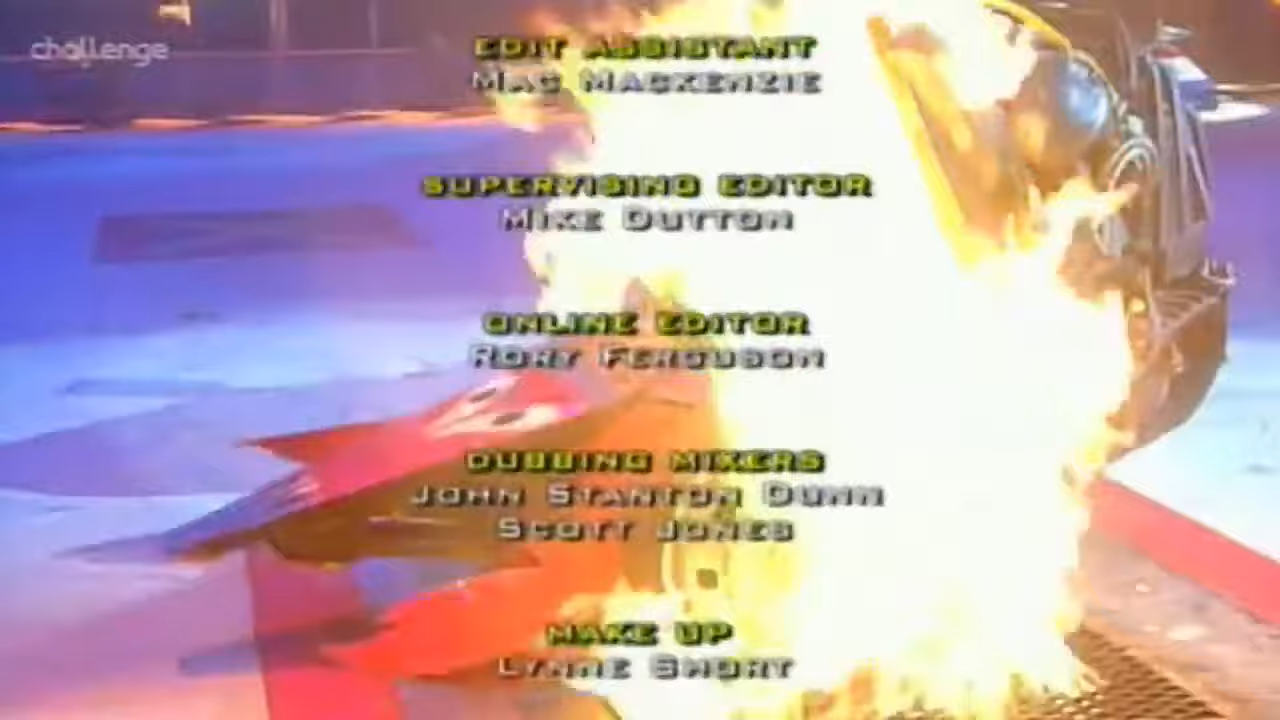 challenge
EDIT ASSISTANT
MAC MACKENZIE
SUPERVISING EDITOR
MIKE DUTTON
ONLINE EDITOR
RORY FERGUSON
DUBBING MIXERS
JOHN STANTON DUNN
SCOTT JONES
MAKE UP
LYNNE SHORT